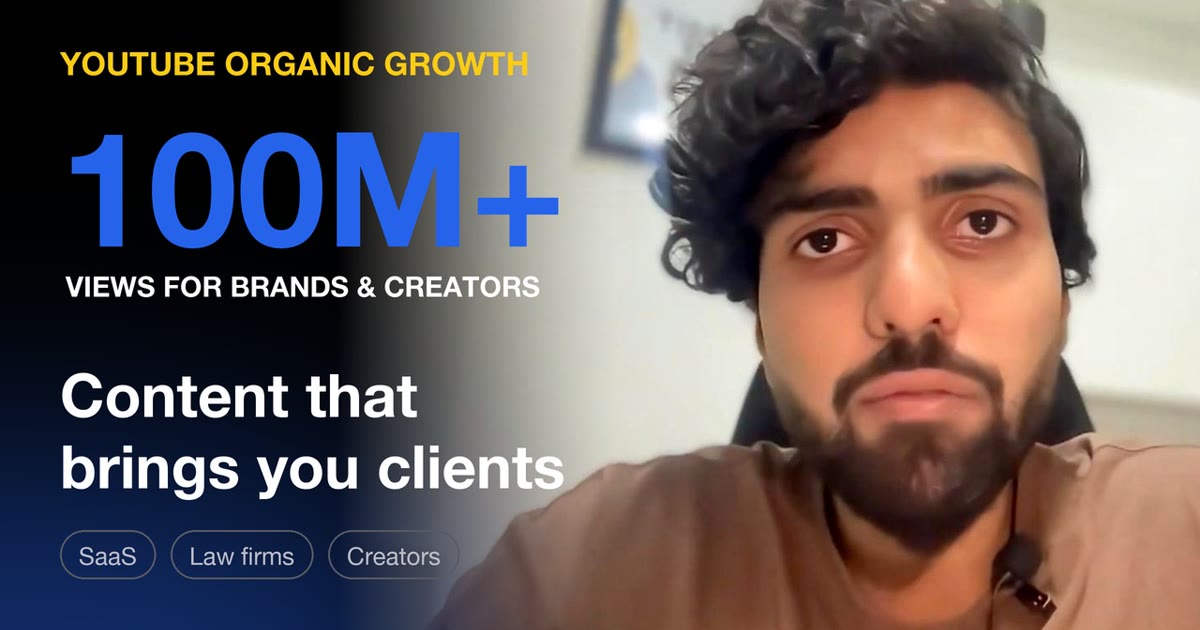 YOUTUBE ORGANIC GROWTH
100M+
VIEWS FOR BRANDS & CREATORS
Content that
brings you clients
SaaS
Law firms
Creators